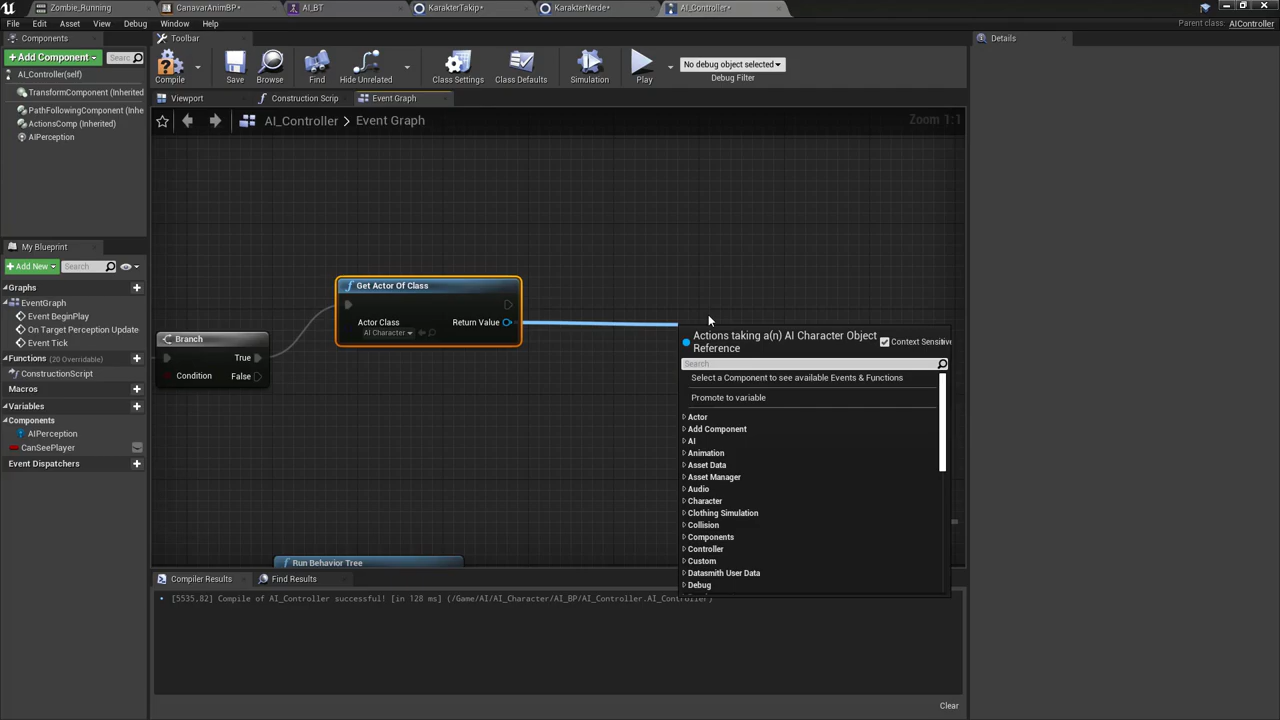 Zombie_Running CanavarAnimBP* AI_BT KarakterTakip* KarakterNerde* AI_Controller*
File Edit Asset View Debug Window Help Parent class: AIController
Components Toolbar Details
+ Add Component Searc
Compile Save Browse Find Hide Unrelated Class Settings Class Defaults Simulation Play No debug object selected
Debug Filter
AI_Controller(self)
TransformComponent (Inherited
PathFollowingComponent (Inhe
ActionsComp (Inherited)
AIPerception
Viewport Construction Scrip Event Graph
AI_Controller > Event Graph Zoom 1:1
My Blueprint
+ Add New Search
Graphs
EventGraph
Event BeginPlay
On Target Perception Update
Event Tick
Functions (20 Overridable)
ConstructionScript
Macros
Variables
Components
AIPerception
CanSeePlayer
Event Dispatchers
Get Actor Of Class
Actor Class Return Value
AI Character
Branch
True
Condition False
Run Behavior Tree
Actions taking a(n) AI Character Object
Reference
Context Sensitive
Search
Select a Component to see available Events & Functions
Promote to variable
Actor
Add Component
AI
Animation
Asset Data
Asset Manager
Audio
Character
Clothing Simulation
Collision
Components
Controller
Custom
Datasmith User Data
Debug
Compiler Results Find Results
[5535.82] Compile of AI_Controller successful! [in 128 ms] (/Game/AI/AI_Character/AI_BP/AI_Controller.AI_Controller)
Clear